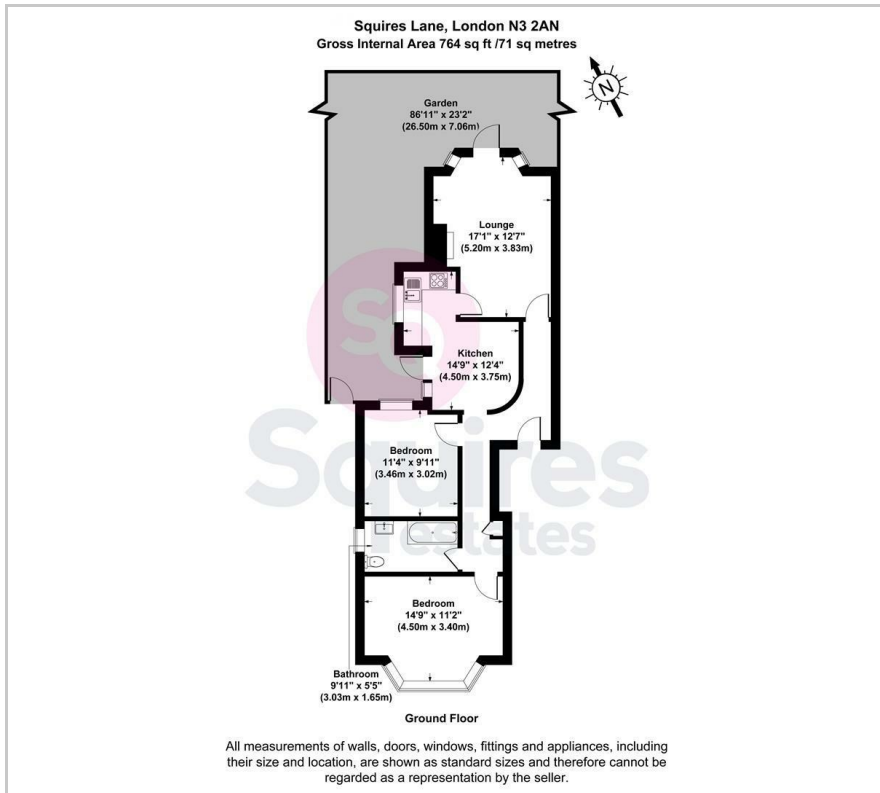 Squires Lane, London N3 2AN
Gross Internal Area 764 sq ft /71 sq metres
N
Garden
86'11" x 23'2"
(26.50m x 7.06m)
Lounge
17'1" x 12'7"
(5.20m x 3.83m)
Kitchen
14'9" x 12'4"
(4.50m x 3.75m)
SQ
Squires
estates
Bedroom
11'4" x 9'11"
(3.46m x 3.02m)
Bedroom
14'9" x 11'2"
(4.50m x 3.40m)
Bathroom
9'11" x 5'5"
(3.03m x 1.65m)
Ground Floor
All measurements of walls, doors, windows, fittings and appliances, including
their size and location, are shown as standard sizes and therefore cannot be
regarded as a representation by the seller.